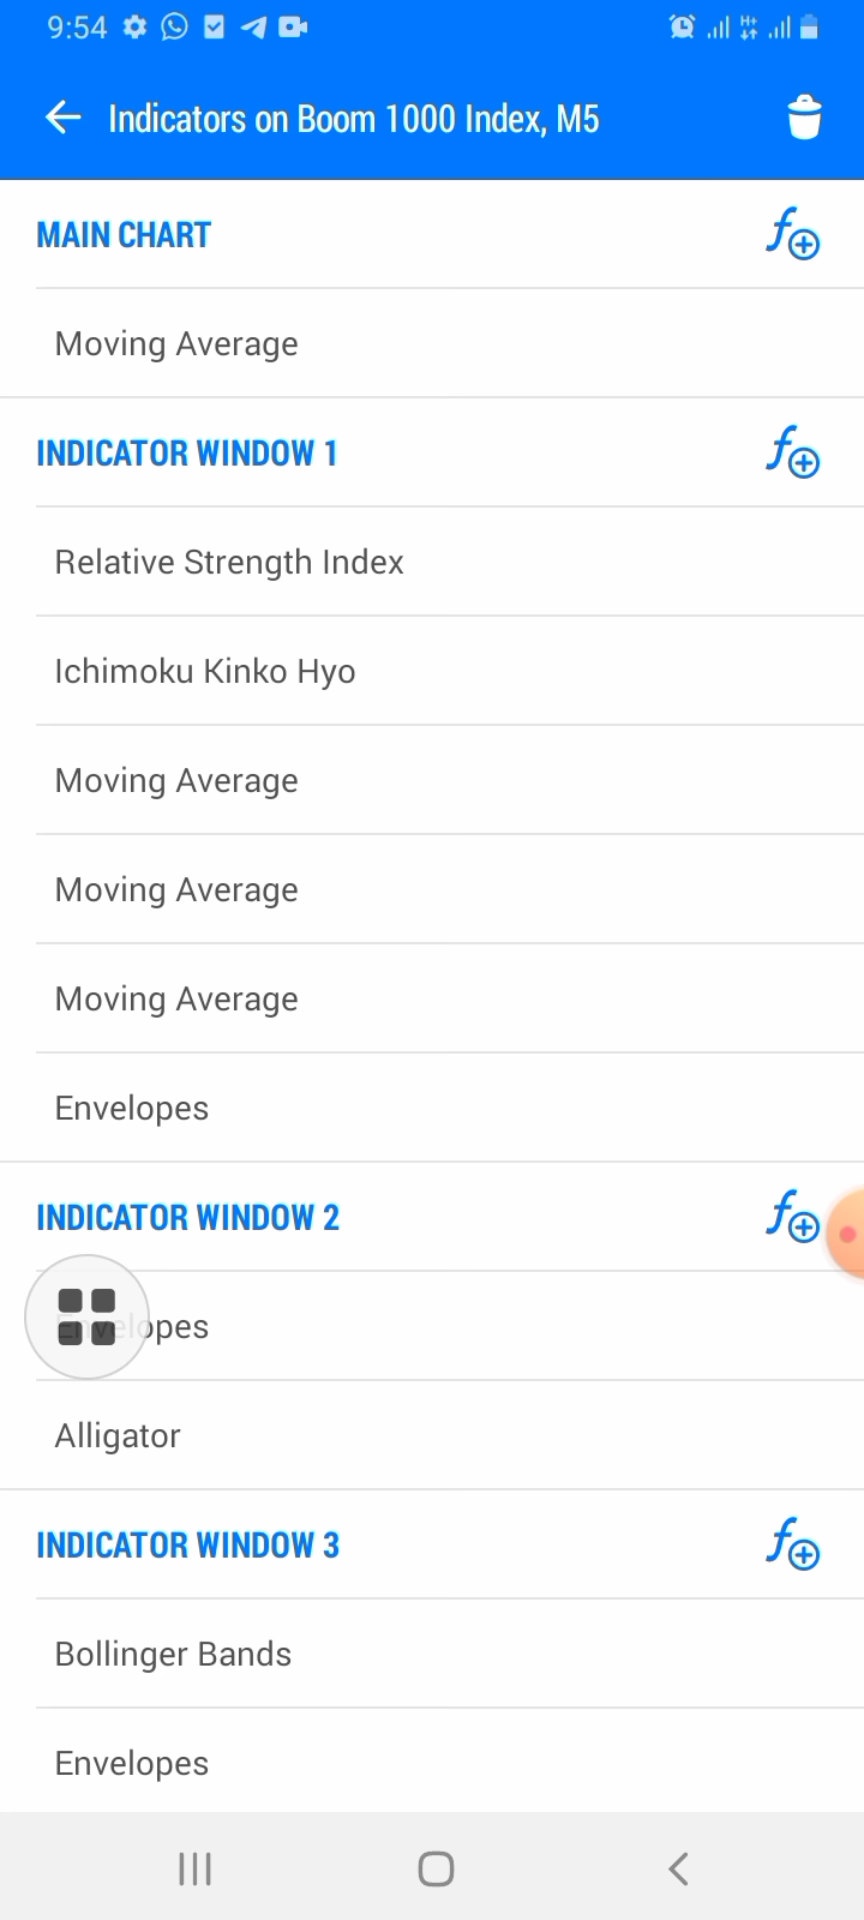 9:54
H+
Indicators on Boom 1000 Index, M5
MAIN CHART
Moving Average
INDICATOR WINDOW 1
Relative Strength Index
Ichimoku Kinko Hyo
Moving Average
Moving Average
Moving Average
Envelopes
INDICATOR WINDOW 2
Envelopes
Alligator
INDICATOR WINDOW 3
Bollinger Bands
Envelopes